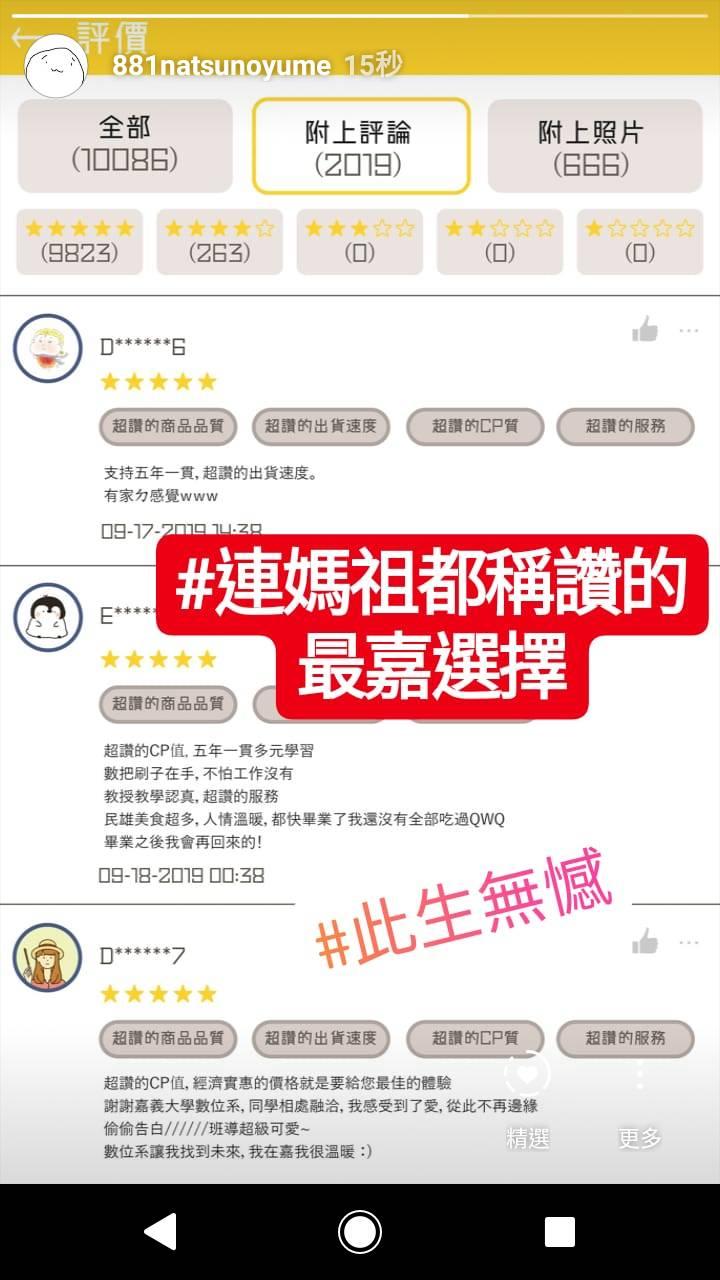 ← 評價
881natsunoyume 15秒
全部
(10086)
附上評論
(2019)
附上照片
(666)
(9823)
(263)
(0)
(0)
(0)
D******6
超讚的商品品質 超讚的出貨速度 超讚的CP質 超讚的服務
支持五年一貫, 超讚的出貨速度。
有家ㄉ感覺www
09-17-2019 14:38
#連媽祖都稱讚的
最嘉選擇
E*****
超讚的商品品質
超讚的CP值, 五年一貫多元學習
數把刷子在手, 不怕工作沒有
教授教學認真, 超讚的服務
民雄美食超多, 人情溫暖, 都快畢業了我還沒有全部吃過QWQ
畢業之後我會再回來的!
09-18-2019 00:38
#此生無憾
D******7
超讚的商品品質 超讚的出貨速度 超讚的CP質 超讚的服務
超讚的CP值, 經濟實惠的價格就是要給您最佳的體驗
謝謝嘉義大學數位系, 同學相處融洽, 我感受到了愛, 從此不再邊緣
偷偷告白//////班導超級可愛~
數位系讓我找到未來, 我在嘉我很溫暖 :)
精選 更多